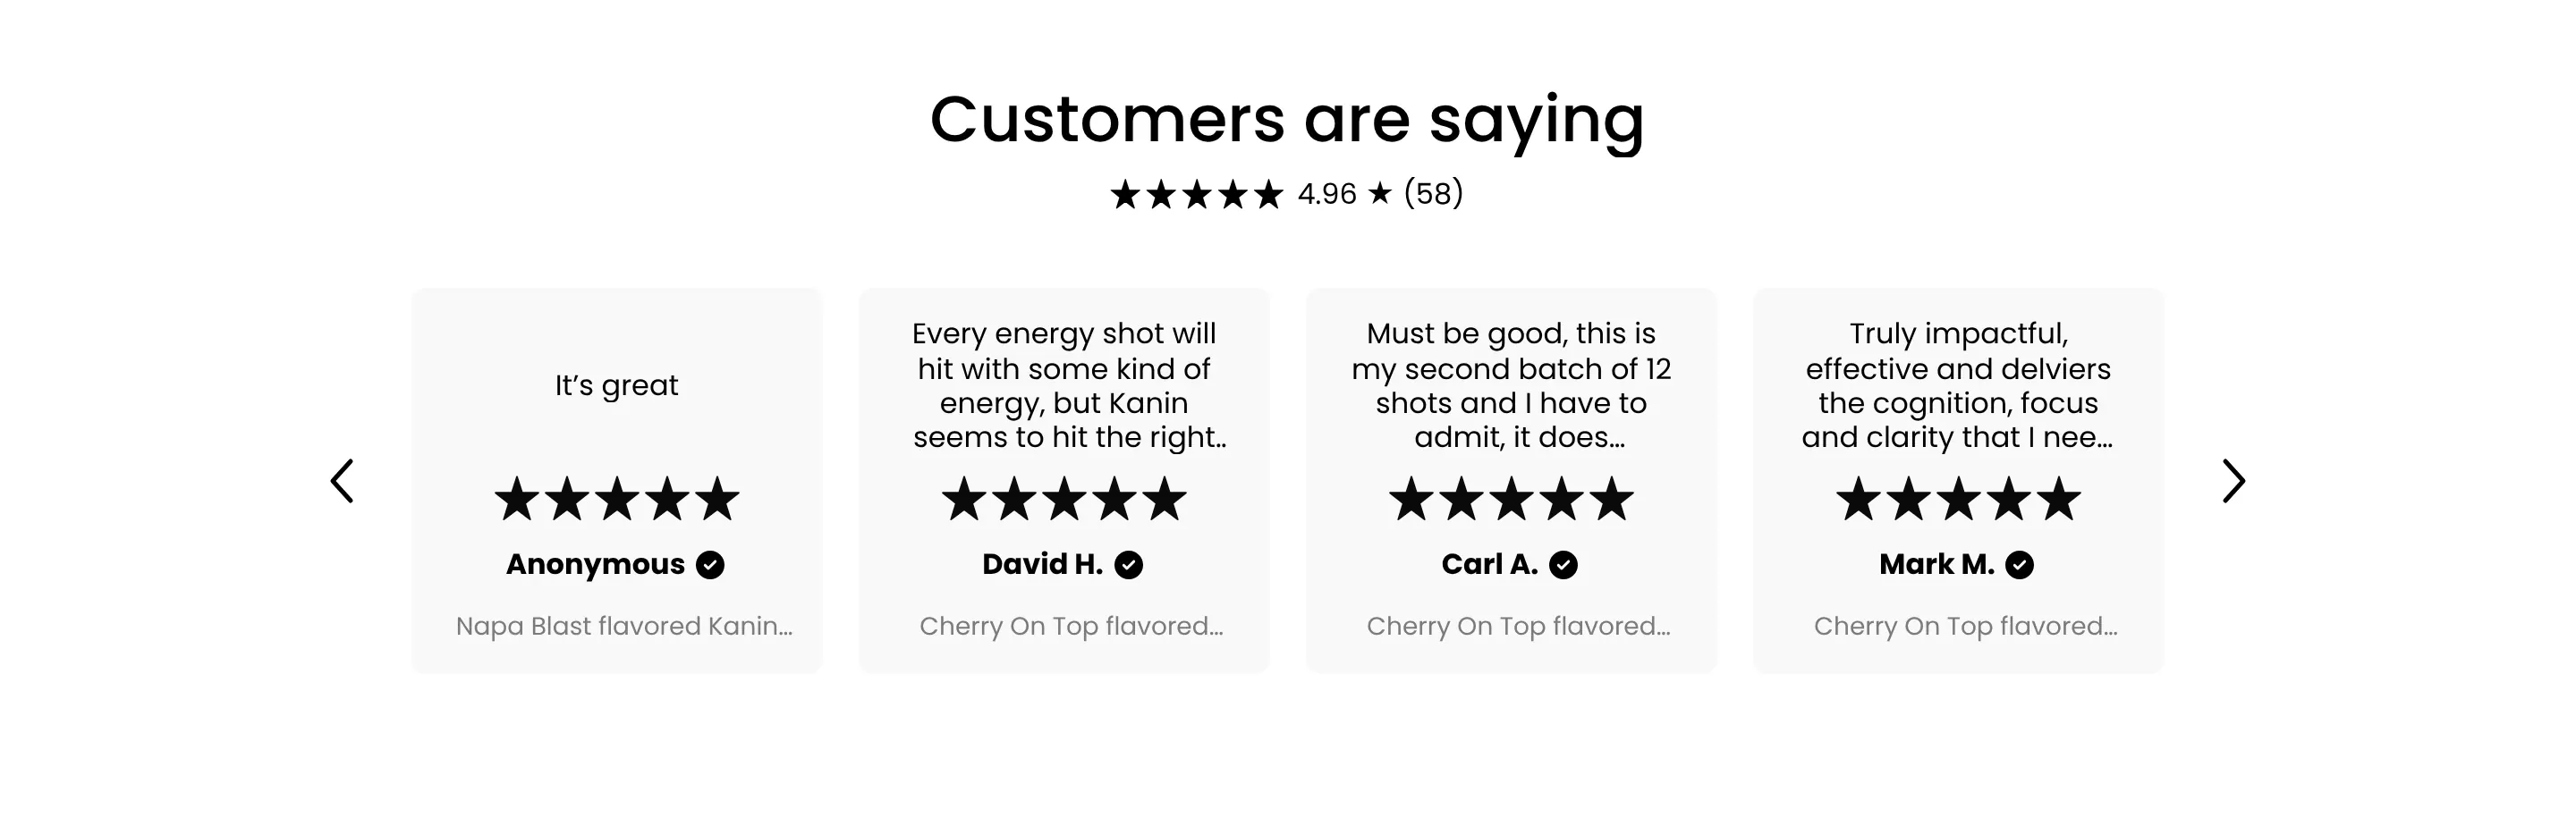 Customers are saying
★★★★★ 4.96 ★ (58)
It’s great
★★★★★
Anonymous
Napa Blast flavored Kanin...
Every energy shot will
hit with some kind of
energy, but Kanin
seems to hit the right..
★★★★★
David H.
Cherry On Top flavored...
Must be good, this is
my second batch of 12
shots and I have to
admit, it does...
★★★★★
Carl A.
Cherry On Top flavored...
Truly impactful,
effective and delviers
the cognition, focus
and clarity that I nee...
★★★★★
Mark M.
Cherry On Top flavored...